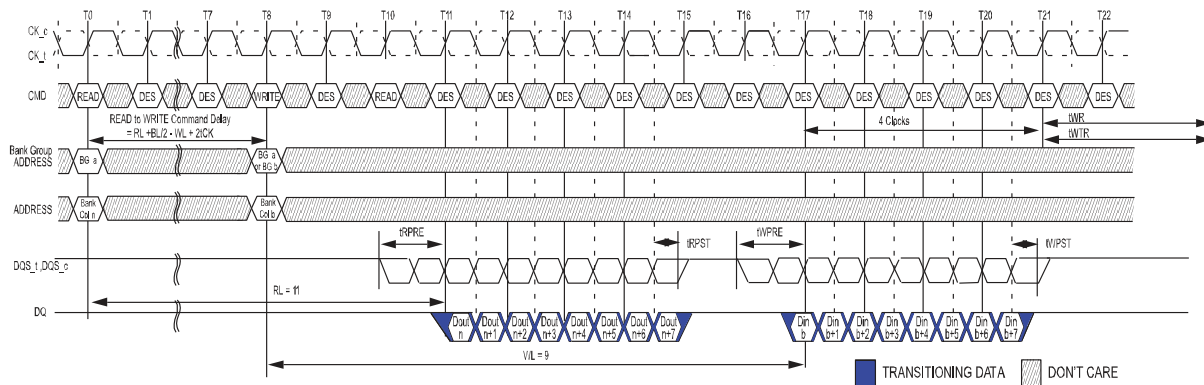 T0 T1 T7 T8 T9 T10 T11 T12 T13 T14 T15 T16 T17 T18 T19 T20 T21 T22
CK_c
CK_t
CMD READ DES DES WRITE DES READ DES DES DES DES DES DES DES DES DES DES DES DES
READ to WRITE Command Delay
= RL +BL/2 - WL + 2tCK
4 Clocks
tWR
tWTR
Bank Group
ADDRESS
BG a
BG a
or BG b
ADDRESS
Bank
Col n
Bank
Col b
tRPRE tRPST tWPRE tWPST
DQS_t ,DQS_c
RL = 11
DQ
Dout
n
Dout
n+1
Dout
n+2
Dout
n+3
Dout
n+4
Dout
n+5
Dout
n+6
Dout
n+7
Din
b
Din
b+1
Din
b+2
Din
b+3
Din
b+4
Din
b+5
Din
b+6
Din
b+7
WL = 9
TRANSITIONING DATA DON'T CARE